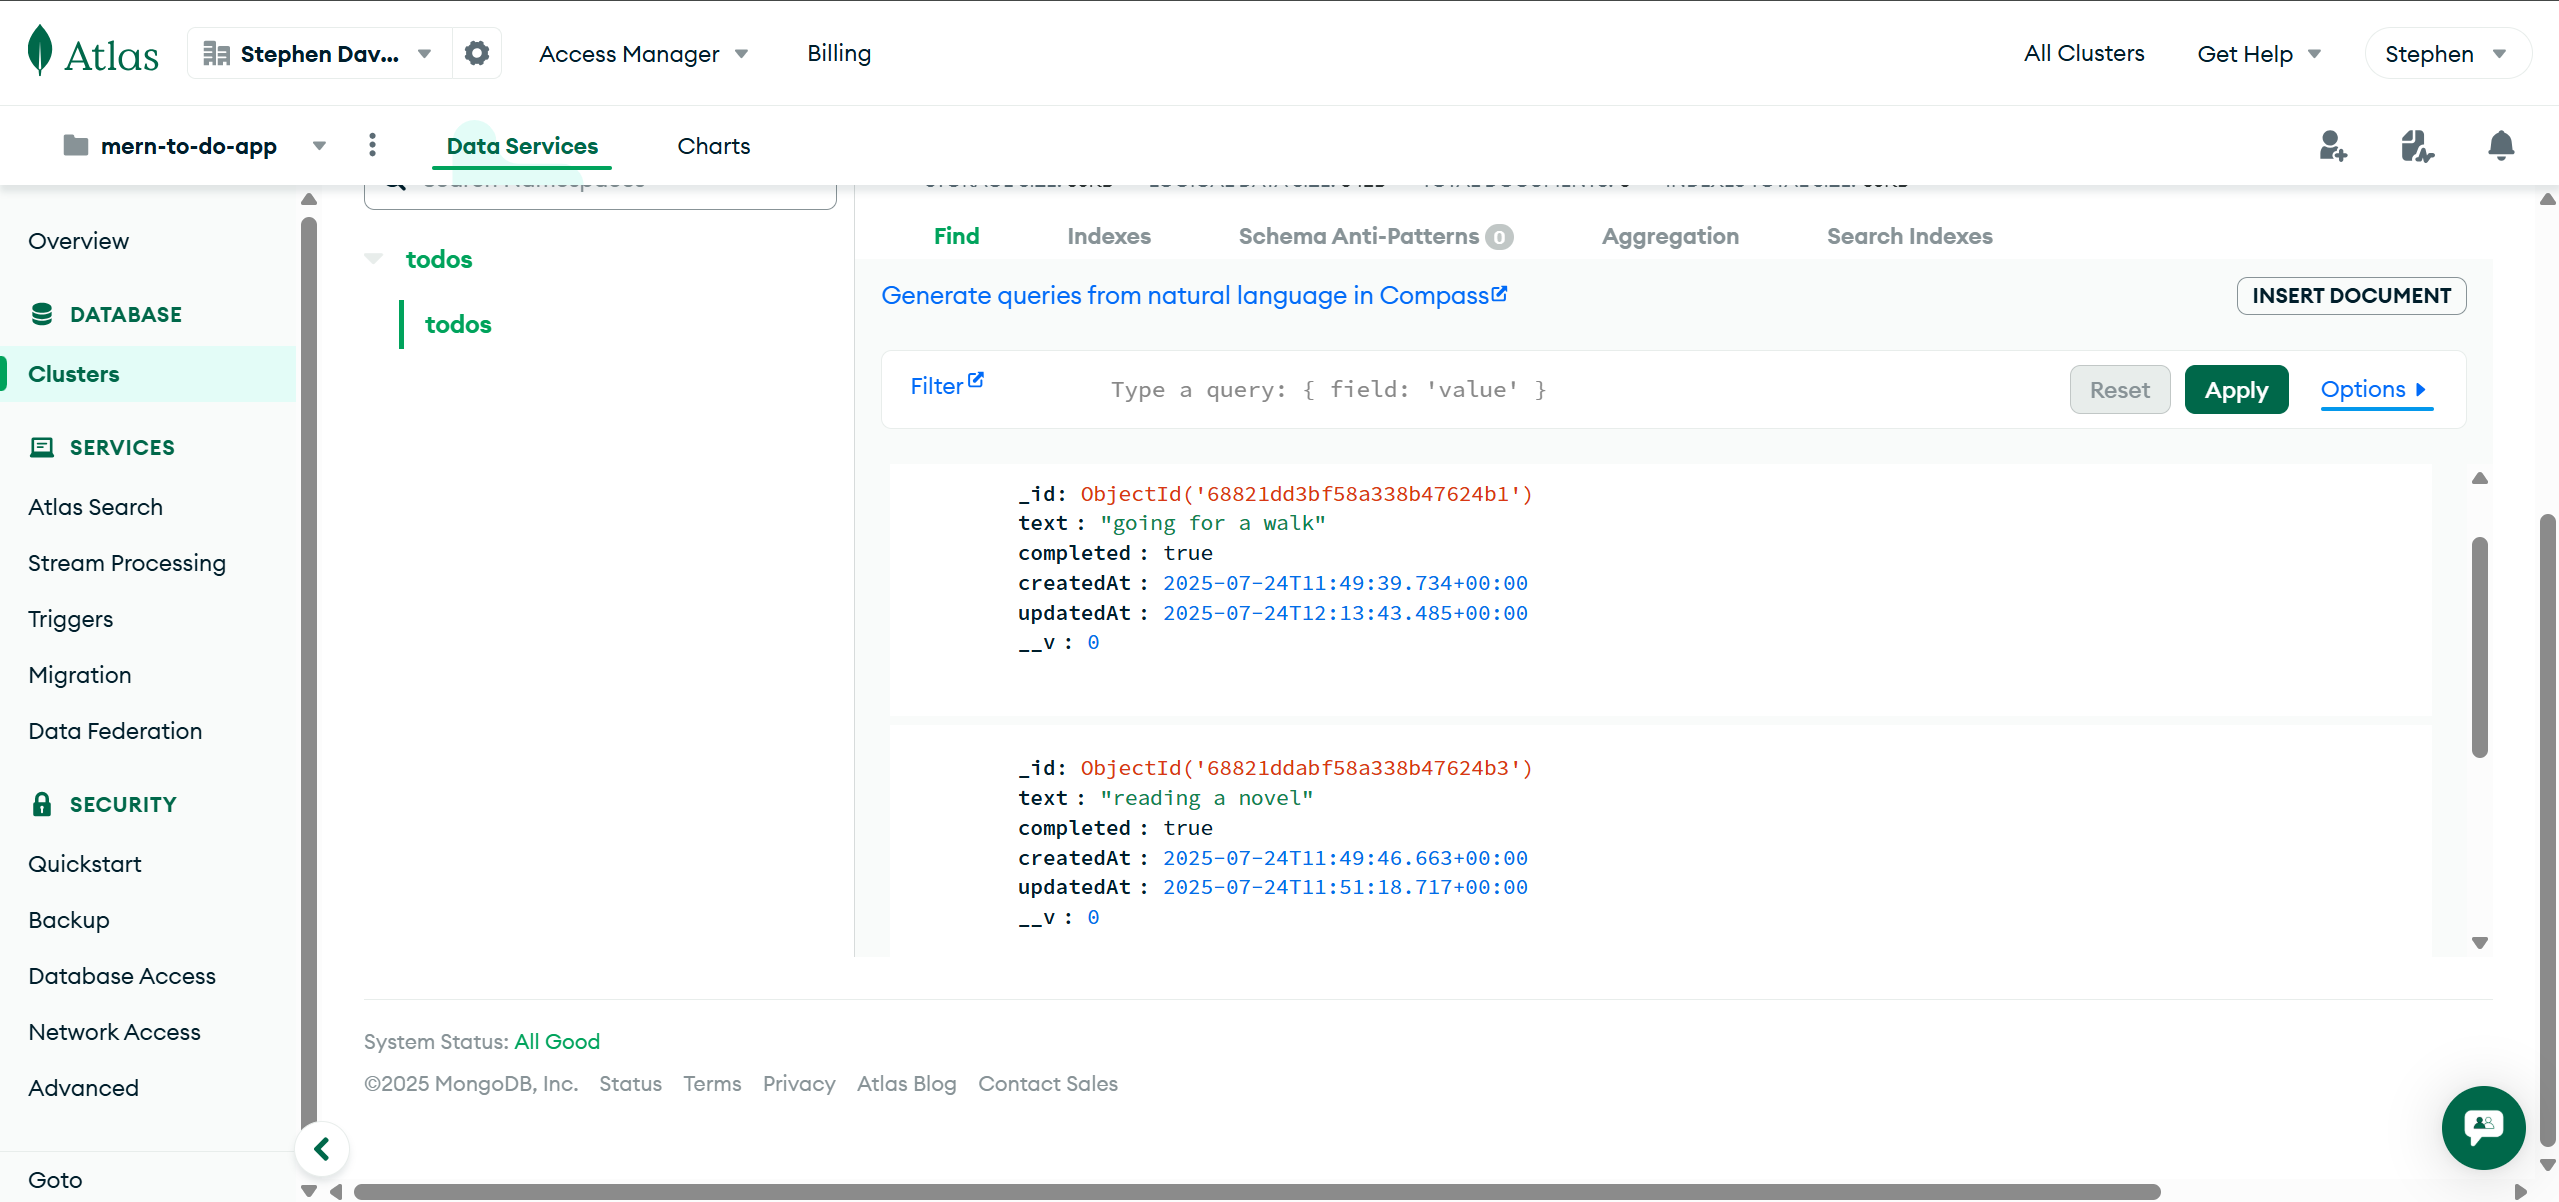 Atlas
Stephen Dav...
Access Manager
Billing
All Clusters
Get Help
Stephen
mern-to-do-app
Data Services
Charts
Overview
DATABASE
Clusters
SERVICES
Atlas Search
Stream Processing
Triggers
Migration
Data Federation
SECURITY
Quickstart
Backup
Database Access
Network Access
Advanced
Goto
todos
todos
Find
Indexes
Schema Anti-Patterns 0
Aggregation
Search Indexes
Generate queries from natural language in Compass
INSERT DOCUMENT
Filter
Type a query: { field: 'value' }
Reset
Apply
Options
_id: ObjectId('68821dd3bf58a338b47624b1')
text : "going for a walk"
completed : true
createdAt : 2025-07-24T11:49:39.734+00:00
updatedAt : 2025-07-24T12:13:43.485+00:00
__v : 0
_id: ObjectId('68821ddabf58a338b47624b3')
text : "reading a novel"
completed : true
createdAt : 2025-07-24T11:49:46.663+00:00
updatedAt : 2025-07-24T11:51:18.717+00:00
__v : 0
System Status: All Good
©2025 MongoDB, Inc. Status Terms Privacy Atlas Blog Contact Sales